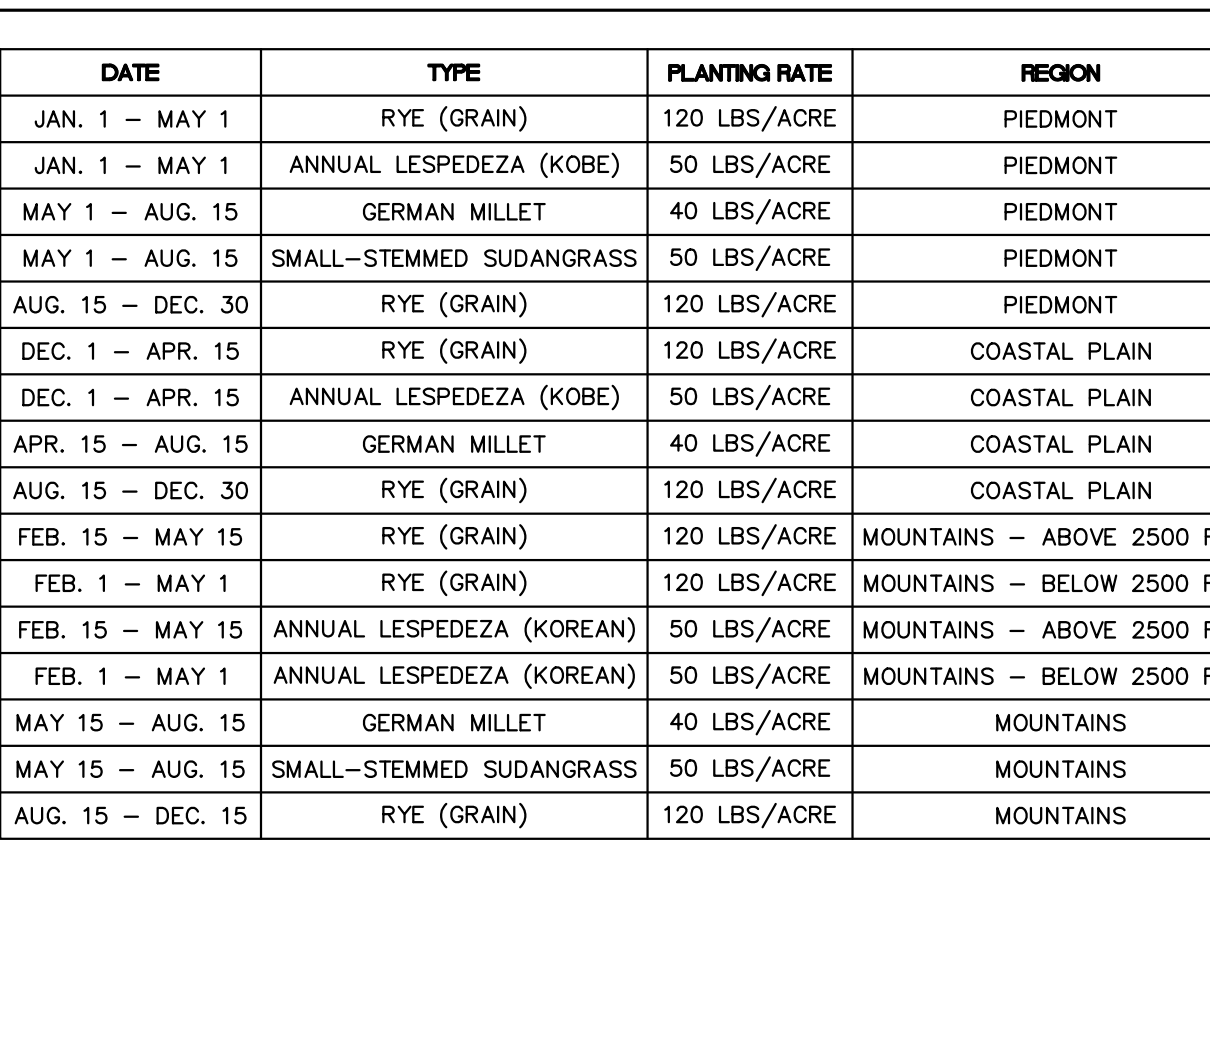 DATE TYPE PLANTING RATE REGION
JAN. 1 – MAY 1 RYE (GRAIN) 120 LBS/ACRE PIEDMONT
JAN. 1 – MAY 1 ANNUAL LESPEDEZA (KOBE) 50 LBS/ACRE PIEDMONT
MAY 1 – AUG. 15 GERMAN MILLET 40 LBS/ACRE PIEDMONT
MAY 1 – AUG. 15 SMALL–STEMMED SUDANGRASS 50 LBS/ACRE PIEDMONT
AUG. 15 – DEC. 30 RYE (GRAIN) 120 LBS/ACRE PIEDMONT
DEC. 1 – APR. 15 RYE (GRAIN) 120 LBS/ACRE COASTAL PLAIN
DEC. 1 – APR. 15 ANNUAL LESPEDEZA (KOBE) 50 LBS/ACRE COASTAL PLAIN
APR. 15 – AUG. 15 GERMAN MILLET 40 LBS/ACRE COASTAL PLAIN
AUG. 15 – DEC. 30 RYE (GRAIN) 120 LBS/ACRE COASTAL PLAIN
FEB. 15 – MAY 15 RYE (GRAIN) 120 LBS/ACRE MOUNTAINS – ABOVE 2500
FEB. 1 – MAY 1 RYE (GRAIN) 120 LBS/ACRE MOUNTAINS – BELOW 2500
FEB. 15 – MAY 15 ANNUAL LESPEDEZA (KOREAN) 50 LBS/ACRE MOUNTAINS – ABOVE 2500
FEB. 1 – MAY 1 ANNUAL LESPEDEZA (KOREAN) 50 LBS/ACRE MOUNTAINS – BELOW 2500
MAY 15 – AUG. 15 GERMAN MILLET 40 LBS/ACRE MOUNTAINS
MAY 15 – AUG. 15 SMALL–STEMMED SUDANGRASS 50 LBS/ACRE MOUNTAINS
AUG. 15 – DEC. 15 RYE (GRAIN) 120 LBS/ACRE MOUNTAINS